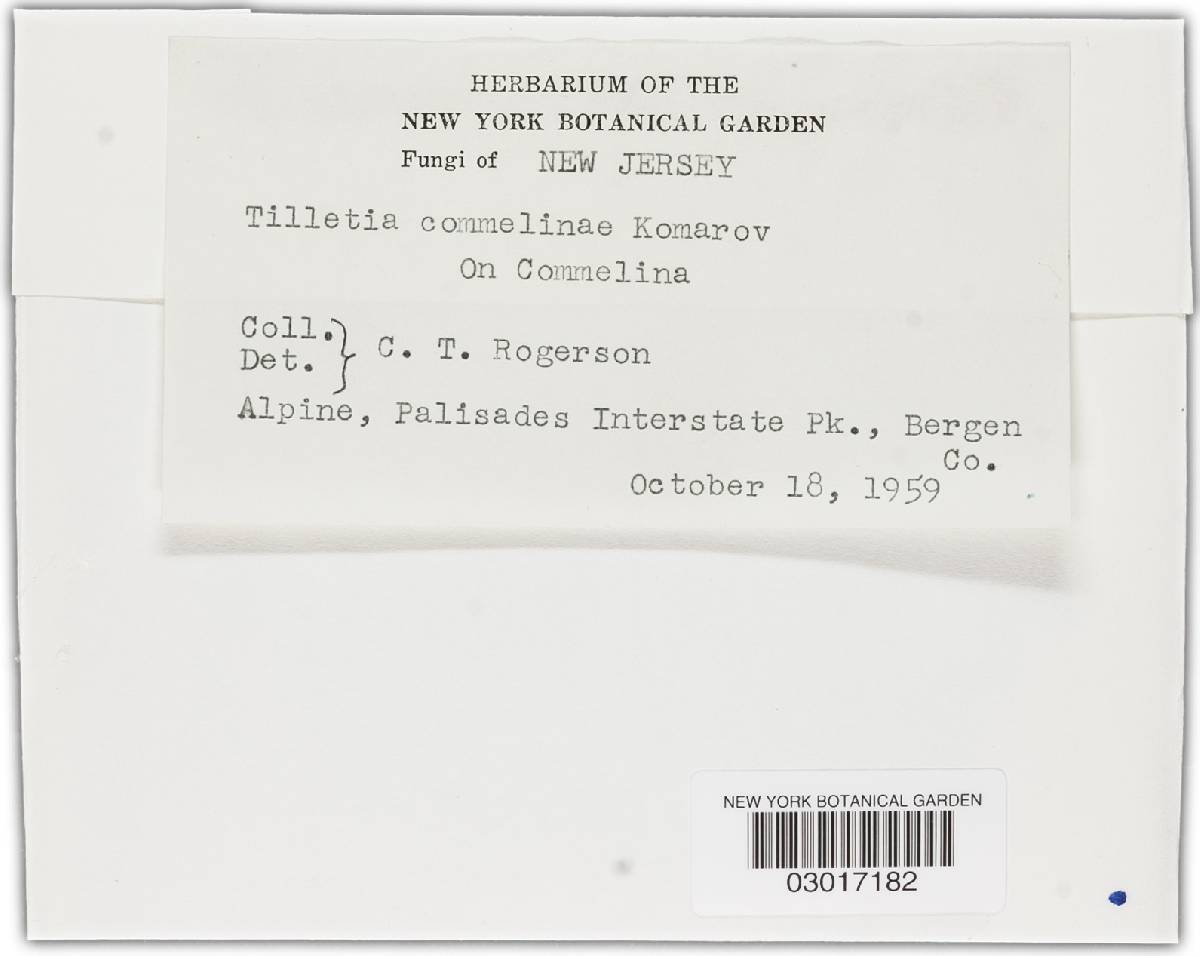 HERBARIUM OF THE
NEW YORK BOTANICAL GARDEN
Fungi of NEW JERSEY
Tilletia commelinae Komarov
On Commelina
Coll.
Det. } C. T. Rogerson
Alpine, Palisades Interstate Pk., Bergen
Co.
October 18, 1959
NEW YORK BOTANICAL GARDEN
03017182